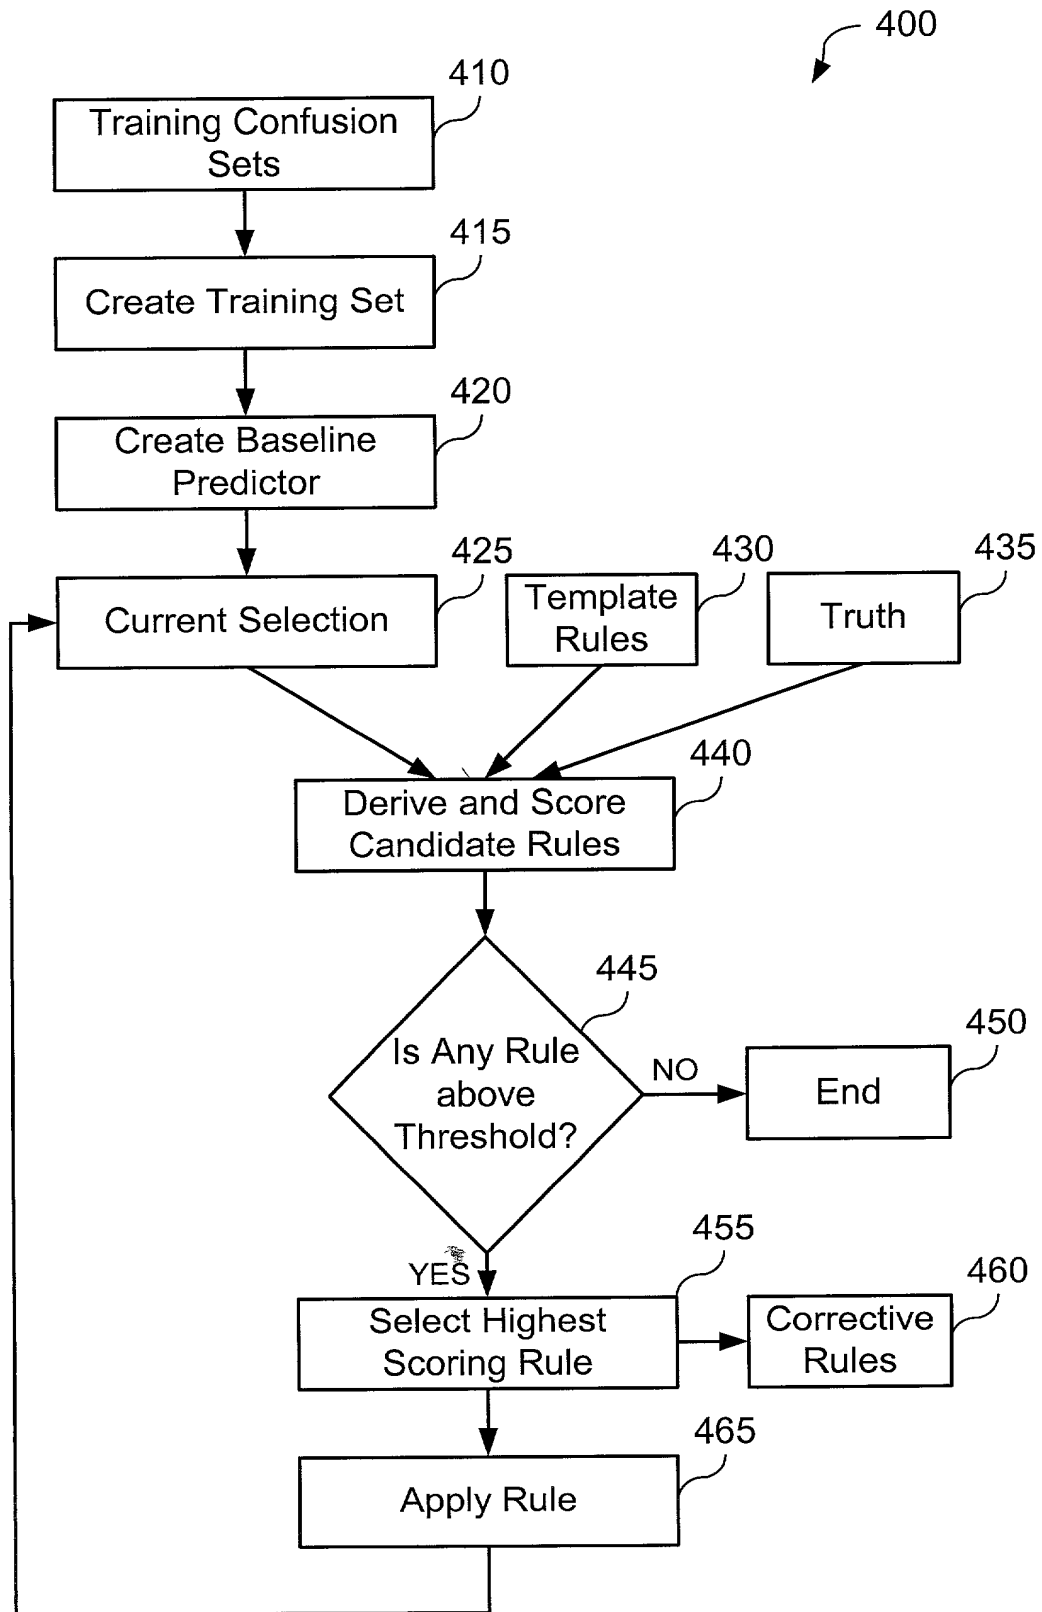 400
410
Training Confusion
Sets
415
Create Training Set
420
Create Baseline
Predictor
425
Current Selection
430
Template
Rules
435
Truth
440
Derive and Score
Candidate Rules
445
Is Any Rule
above
Threshold?
NO
450
End
YES
455
Select Highest
Scoring Rule
460
Corrective
Rules
465
Apply Rule